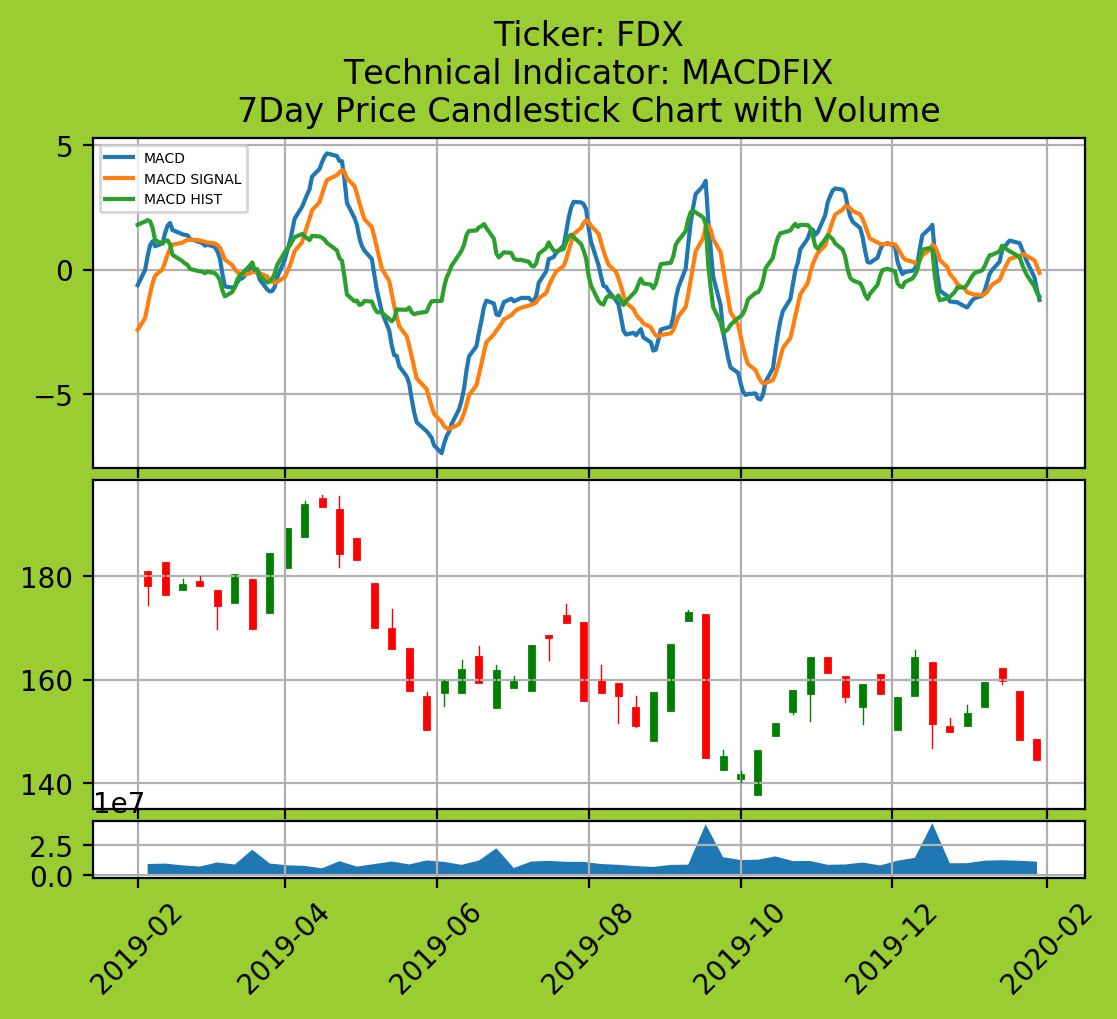 Ticker: FDX
Technical Indicator: MACDFIX
7Day Price Candlestick Chart with Volume
5
0
−5
MACD
MACD SIGNAL
MACD HIST
180
160
140
1e7
2.5
0.0
2019-02
2019-04
2019-06
2019-08
2019-10
2019-12
2020-02